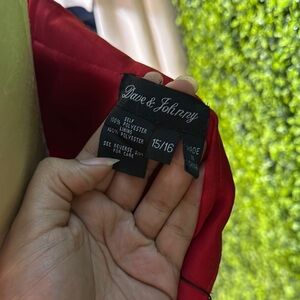 Dave & Johnny
SELF
100% POLYESTER
LINING
100% POLYESTER
15/16
SEE REVERSE
FOR CARE